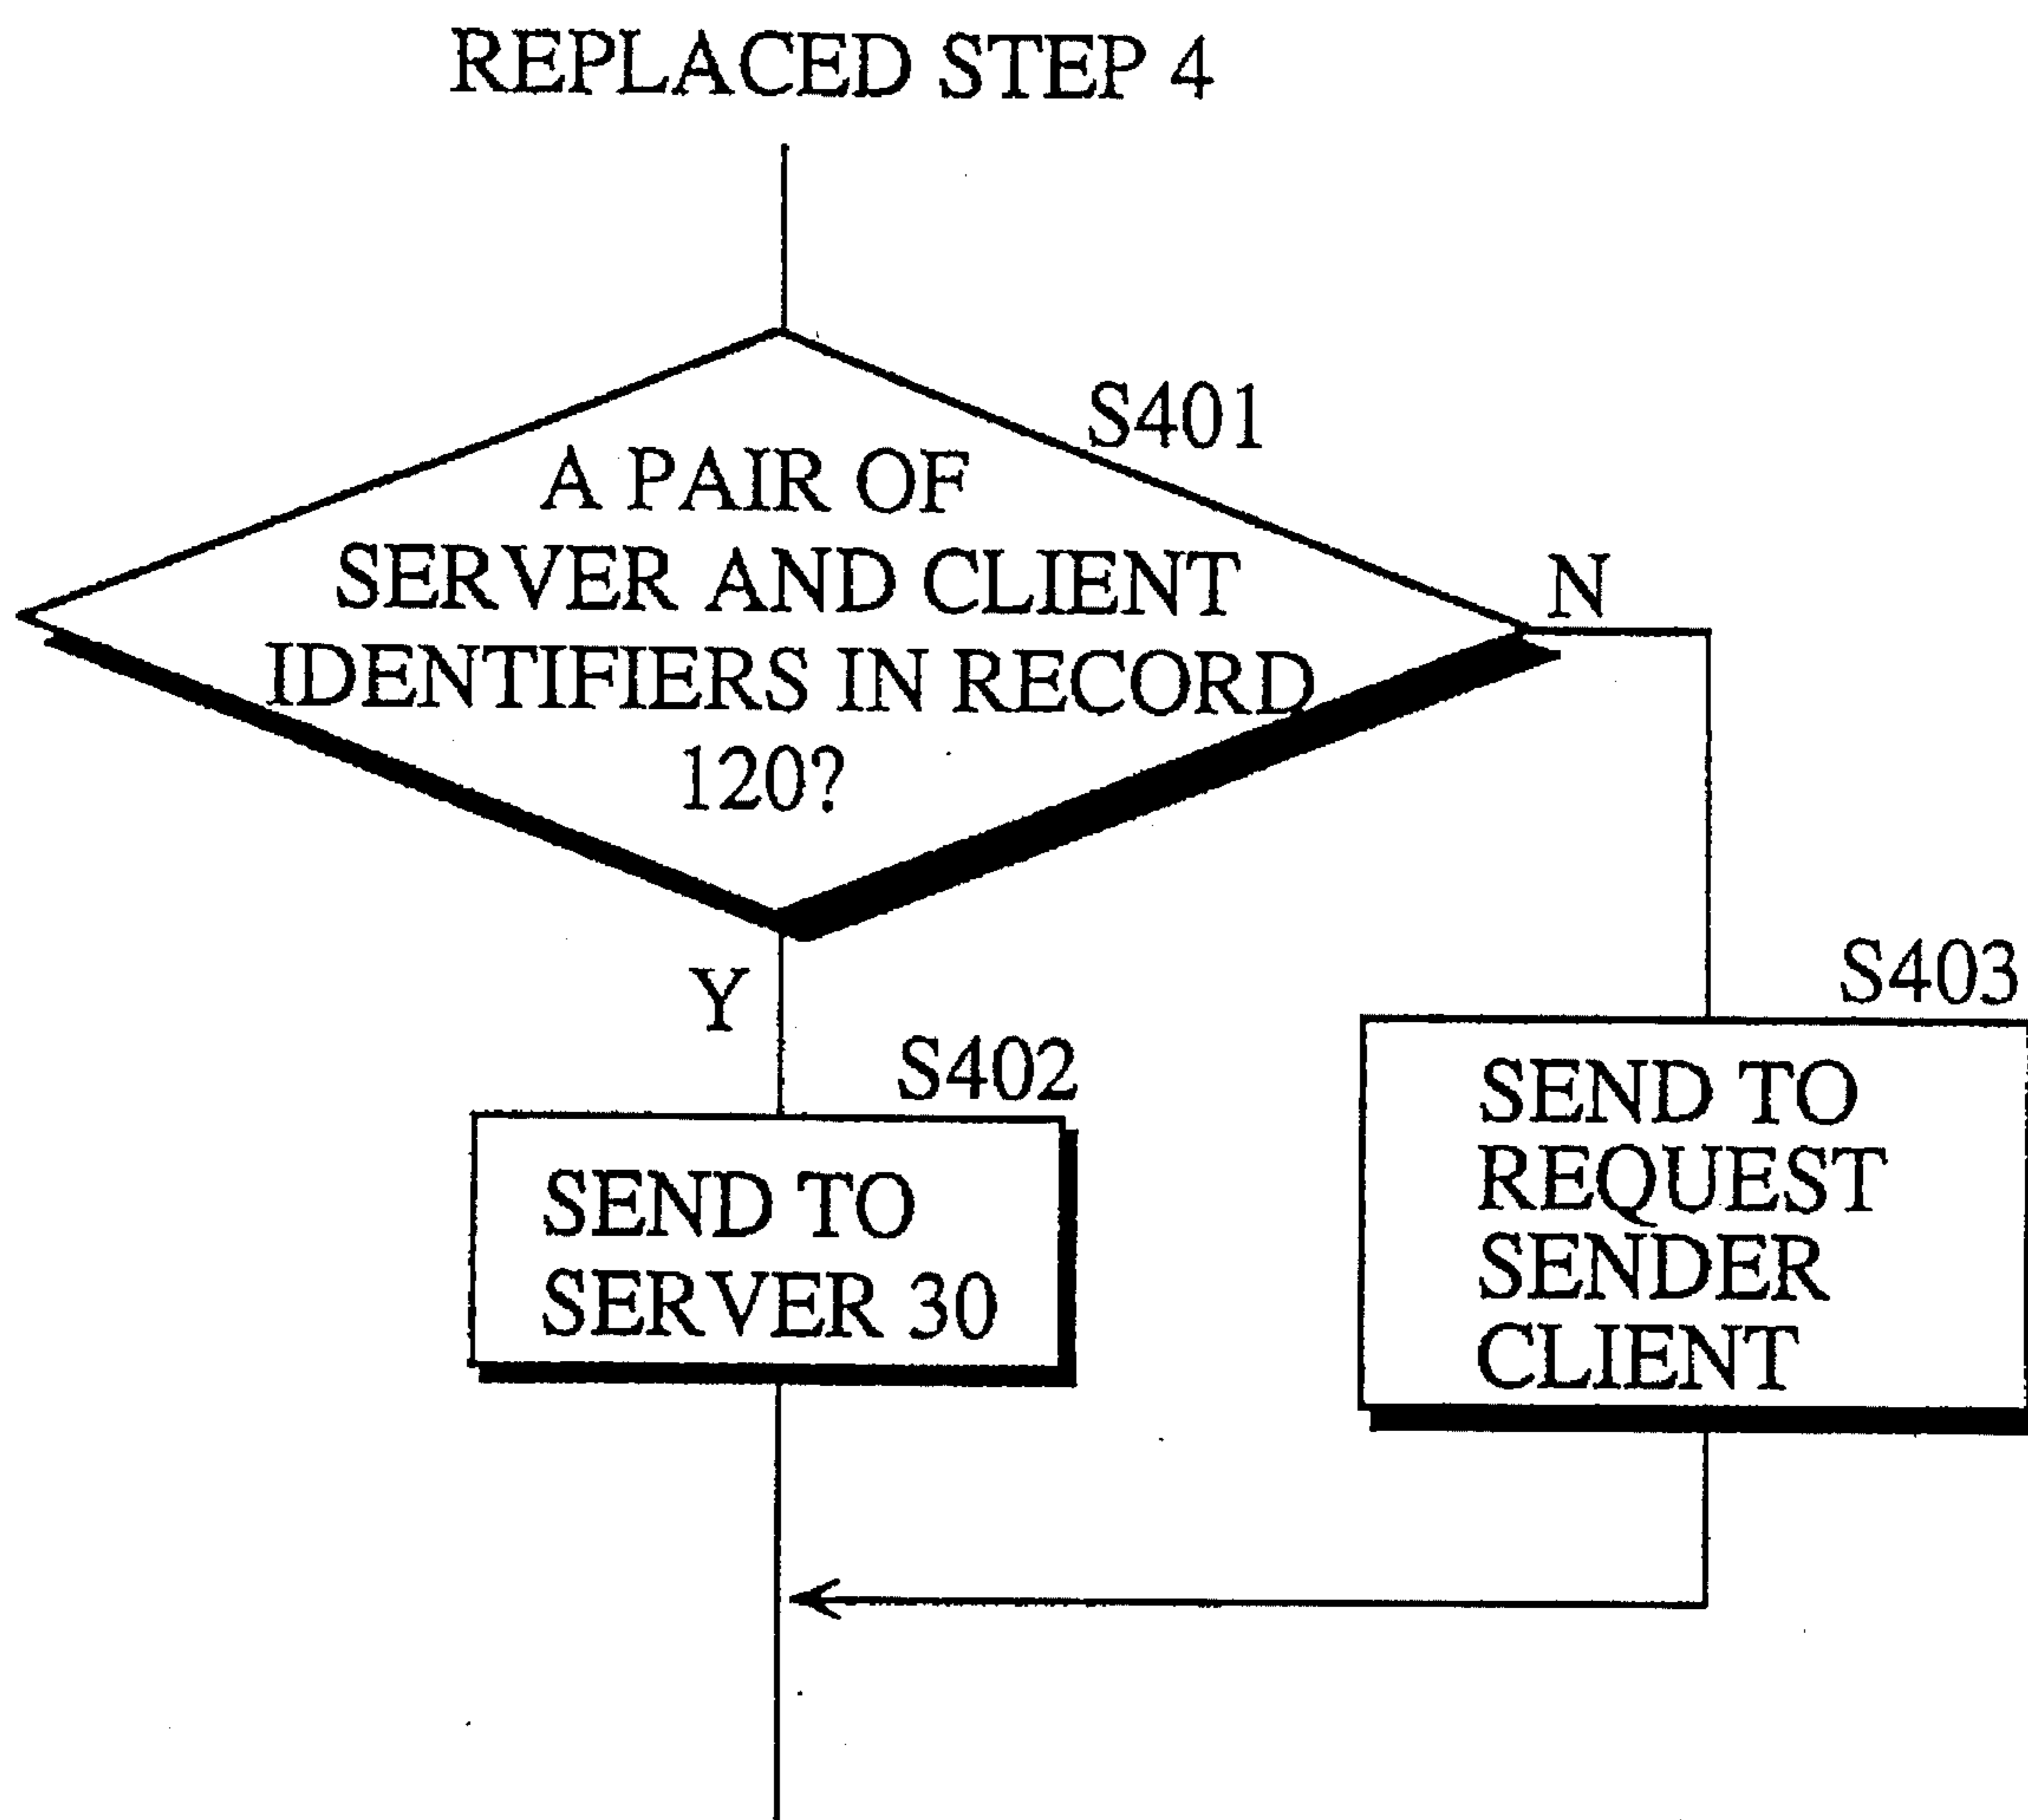 REPLACED STEP 4
S401
A PAIR OF
SERVER AND CLIENT
IDENTIFIERS IN RECORD
120?
N
Y
S402
SEND TO
SERVER 30
S403
SEND TO
REQUEST
SENDER
CLIENT